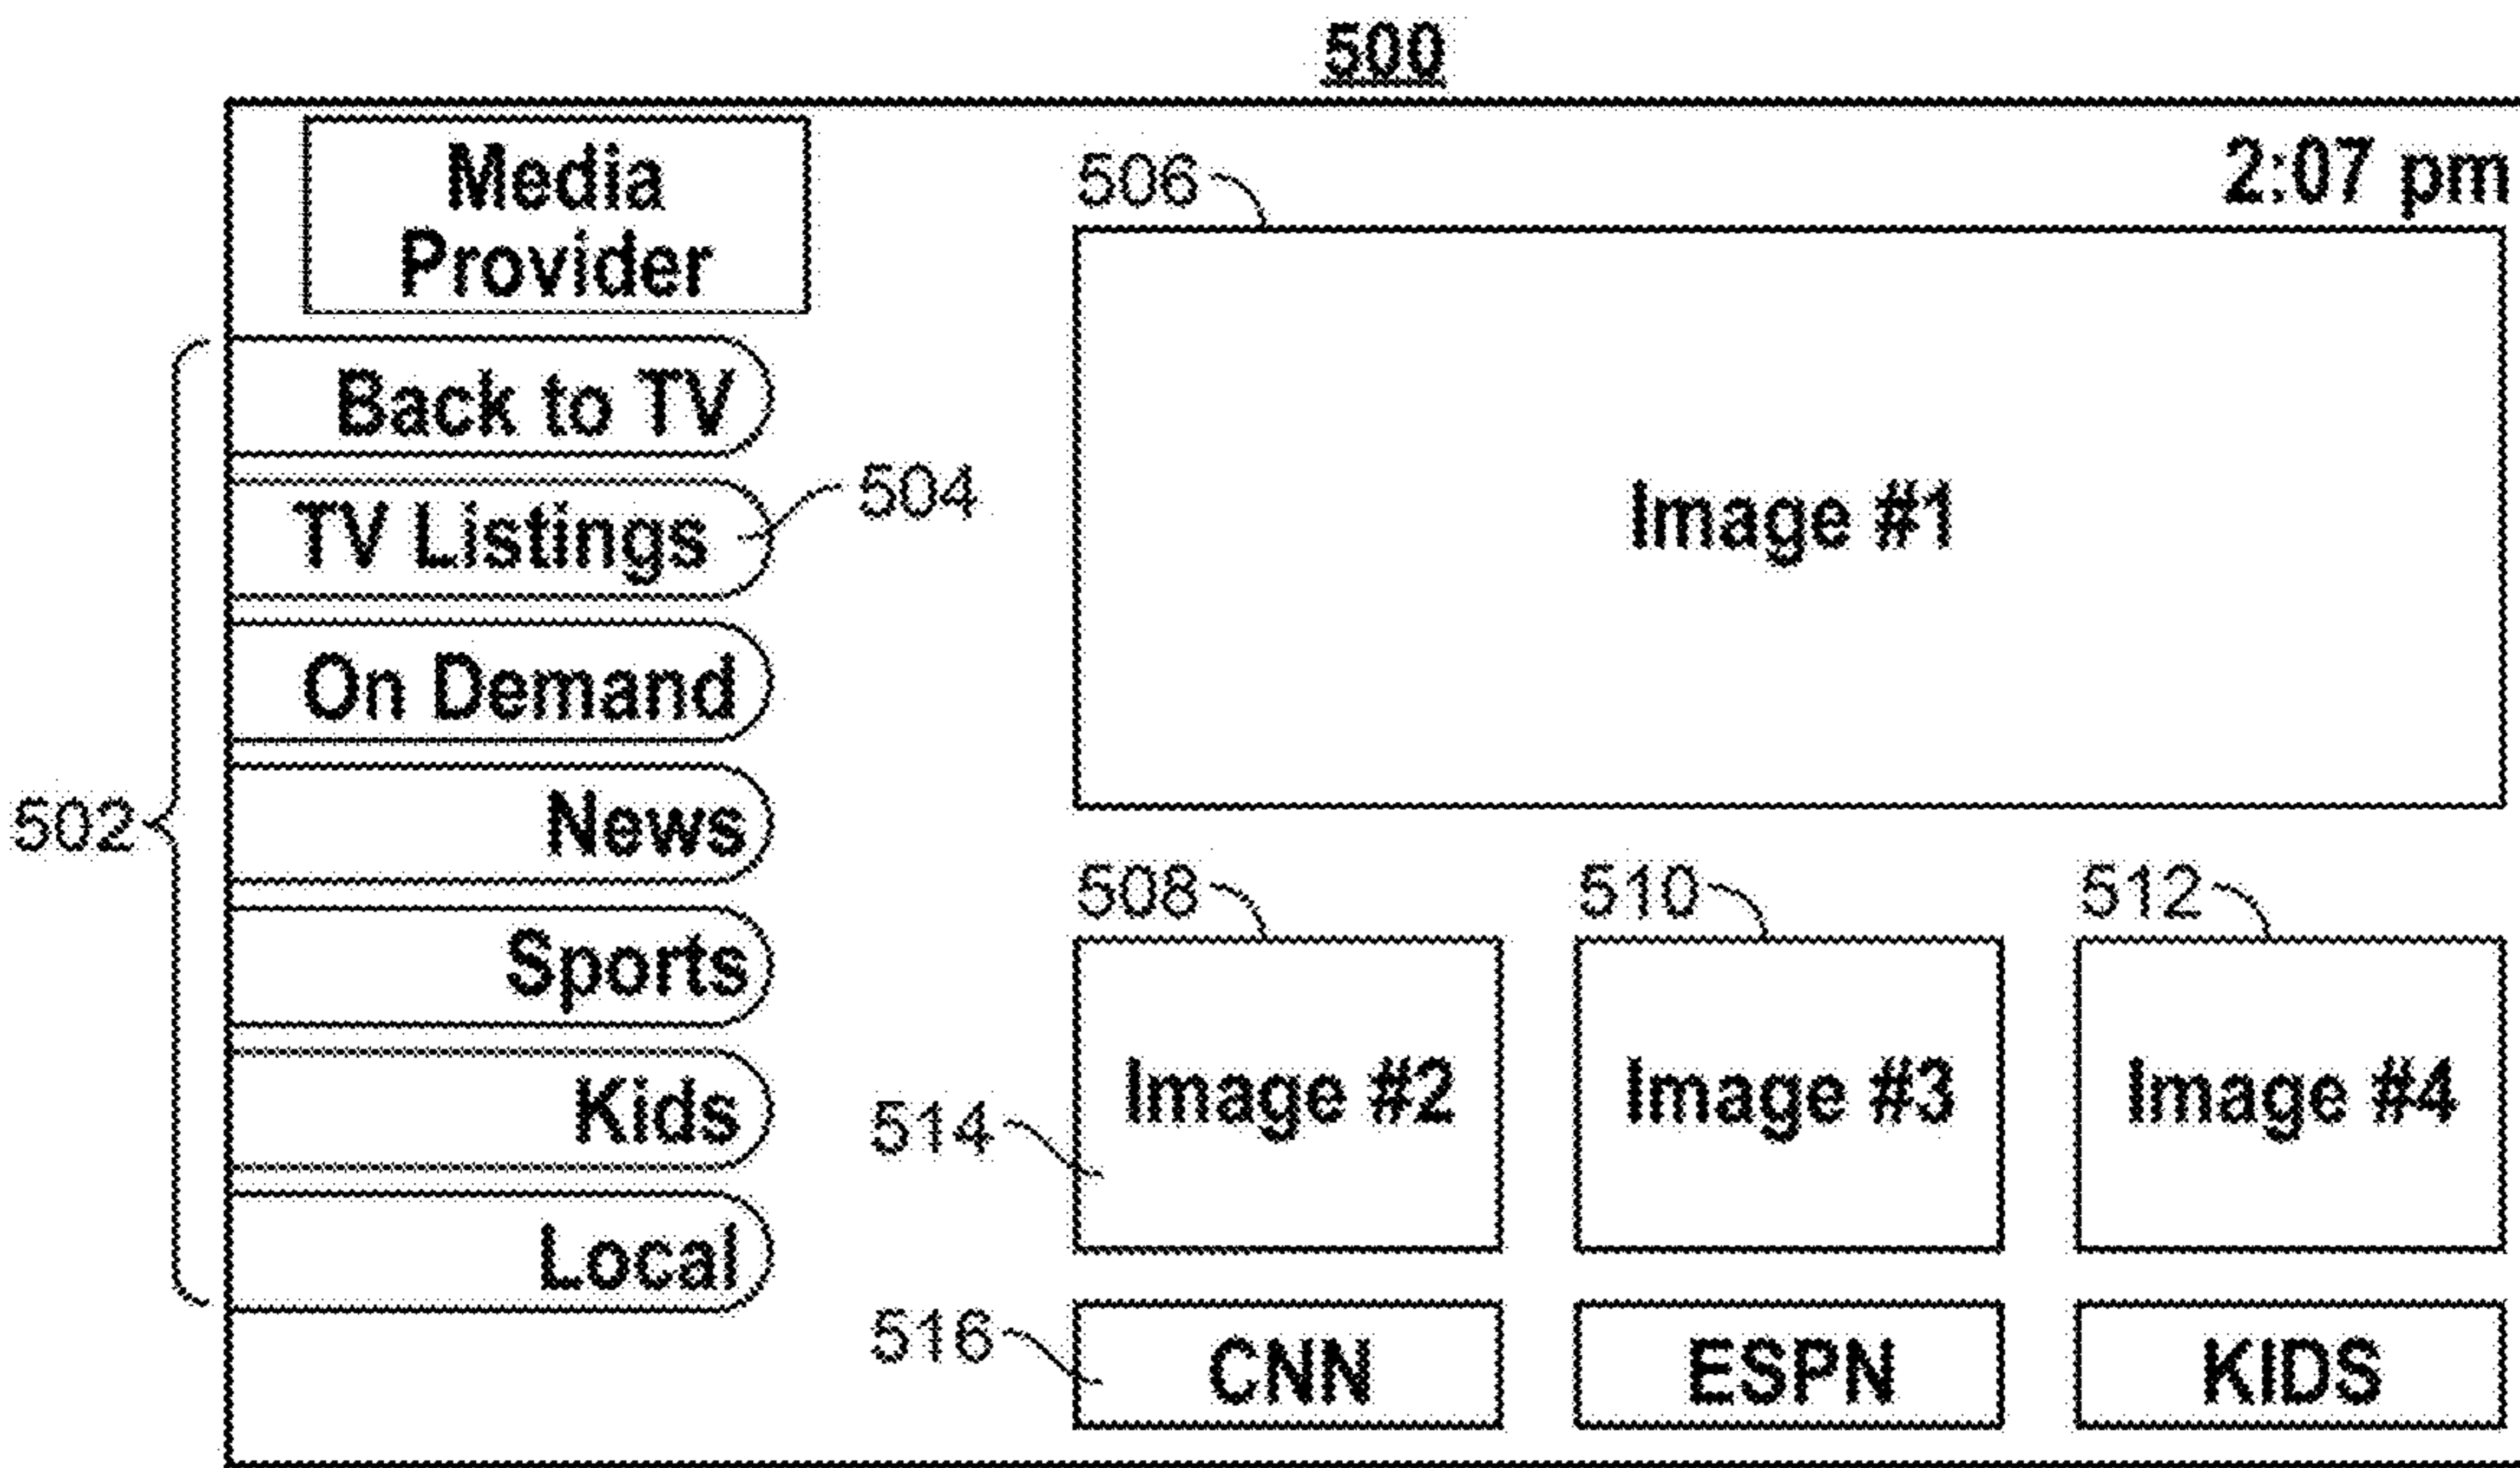 500
Media
Provider
2:07 pm
506
Image #1
Back to TV
TV Listings
504
On Demand
News
502
Sports
Kids
Local
508
510
512
Image #2
Image #3
Image #4
514
516
CNN
ESPN
KIDS